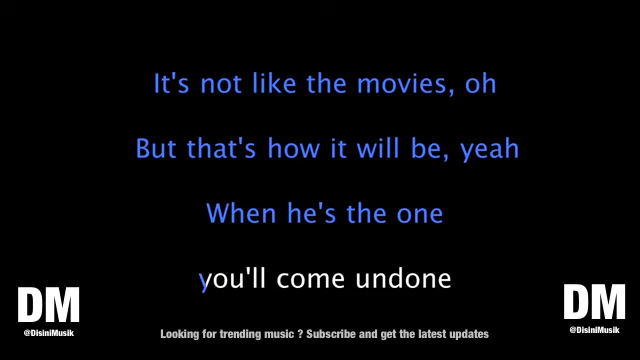 It's not like the movies, oh
But that's how it will be, yeah
When he's the one
you'll come undone
DM
@DisiniMusik
DM
@DisiniMusik
Looking for trending music ? Subscribe and get the latest updates